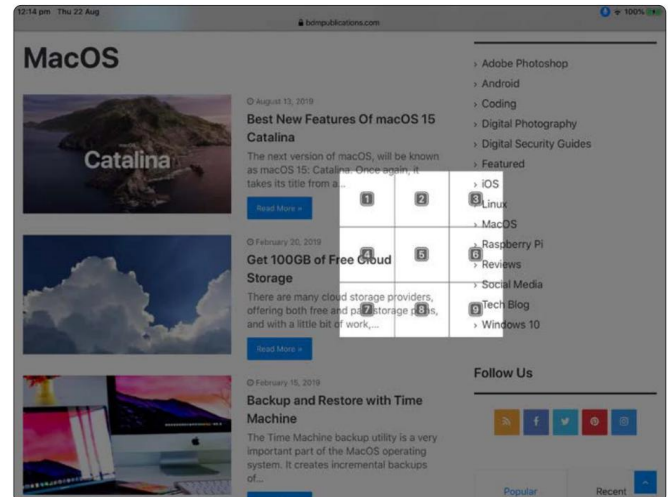 12:14 pm Thu 22 Aug
bdmpublications.com
100%
MacOS
Catalina
August 13, 2019
Best New Features Of macOS 15
Catalina
The next version of macOS, will be known
as macOS 15: Catalina. Once again, it
takes its title from a...
Read More »
February 20, 2019
Get 100GB of Free Cloud
Storage
There are many cloud storage providers,
offering both free and paid storage plans,
and with a little bit of work,...
Read More »
February 15, 2019
Backup and Restore with Time
Machine
The Time Machine backup utility is a very
important part of the MacOS operating
system. It creates incremental backups
of...
1 2 3
4 5 6
7 8 9
› Adobe Photoshop
› Android
› Coding
› Digital Photography
› Digital Security Guides
› Featured
› iOS
› Linux
› MacOS
› Raspberry Pi
› Reviews
› Social Media
› Tech Blog
› Windows 10
Follow Us
Popular
Recent